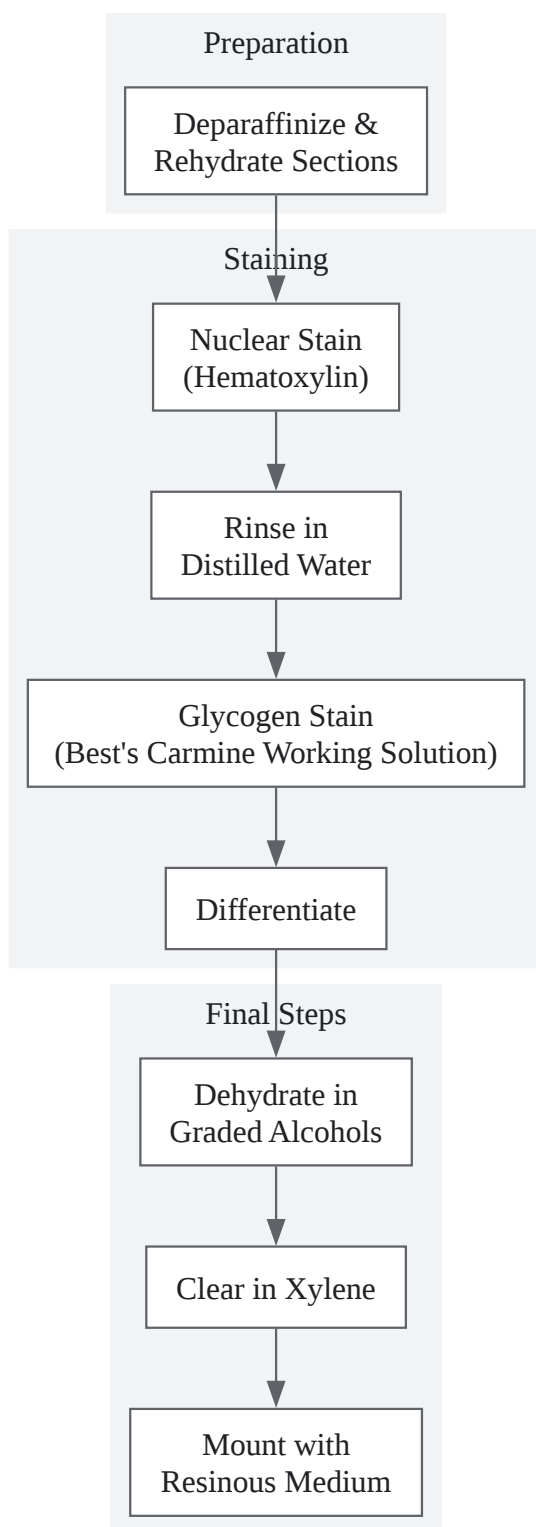 Preparation
Deparaffinize &
Rehydrate Sections
Staining
Nuclear Stain
(Hematoxylin)
Rinse in
Distilled Water
Glycogen Stain
(Best's Carmine Working Solution)
Differentiate
Final Steps
Dehydrate in
Graded Alcohols
Clear in Xylene
Mount with
Resinous Medium